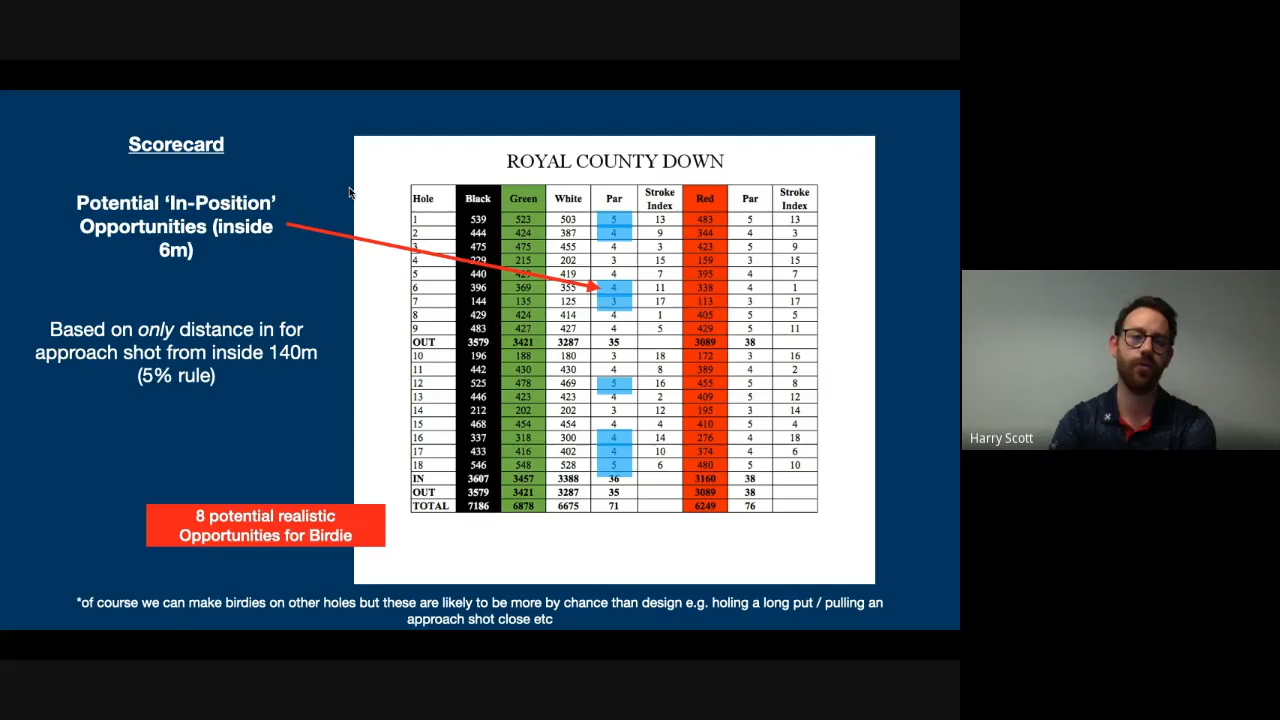 Scorecard
Potential ‘In-Position’
Opportunities (inside
6m)
Based on only distance in for
approach shot from inside 140m
(5% rule)
8 potential realistic
Opportunities for Birdie
ROYAL COUNTY DOWN
Hole Black Green White Par Stroke Index Red Par Stroke Index
1 539 523 503 5 13 483 5 13
2 444 424 387 4 9 344 4 3
3 475 475 455 4 3 423 5 9
4 229 215 202 3 15 159 3 15
5 440 419 4 7 395 4 7
6 396 369 355 4 11 338 4 1
7 144 135 125 3 17 113 3 17
8 429 424 414 4 1 405 5 5
9 483 427 427 4 5 429 5 11
OUT 3579 3421 3287 35 3089 38
10 196 188 180 3 18 172 3 16
11 442 430 430 4 8 389 4 2
12 525 478 469 5 16 455 5 8
13 446 423 423 4 2 409 5 12
14 212 202 202 3 12 195 3 14
15 468 454 454 4 4 410 5 4
16 337 318 300 4 14 276 4 18
17 433 416 402 4 10 374 4 6
18 546 548 528 5 6 480 5 10
IN 3607 3457 3388 36 3160 38
OUT 3579 3421 3287 35 3089 38
TOTAL 7186 6878 6675 71 6249 76
*of course we can make birdies on other holes but these are likely to be more by chance than design e.g. holing a long put / pulling an
approach shot close etc
Harry Scott